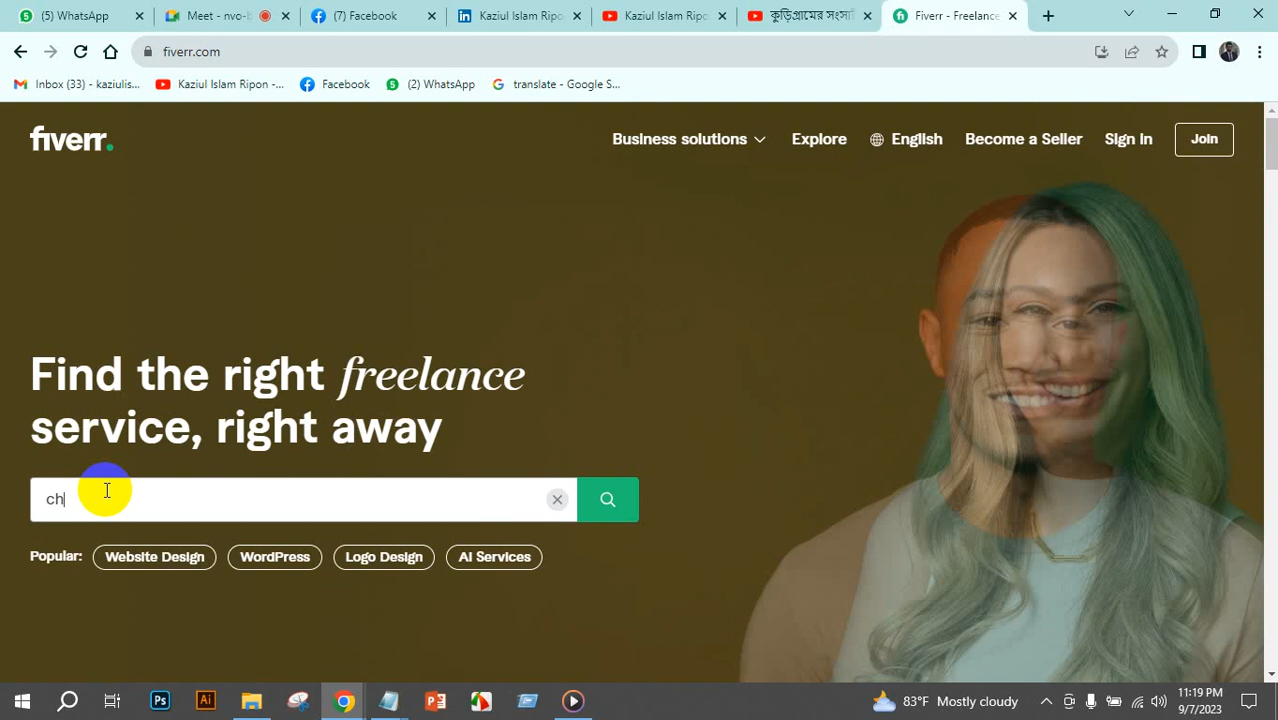 (5) WhatsApp
Meet - nvo-b
(7) Facebook
Kaziul Islam Ripo
Kaziul Islam Ripo
কুড়িগ্রামের সংসা
Fiverr - Freelance
fiverr.com
Inbox (33) - kaziulis...
Kaziul Islam Ripon -...
Facebook
(2) WhatsApp
translate - Google S...
fiverr.
Business solutions
Explore
English
Become a Seller
Sign in
Join
Find the right freelance
service, right away
ch
Popular:
Website Design
WordPress
Logo Design
AI Services
83°F Mostly cloudy
11:19 PM
9/7/2023